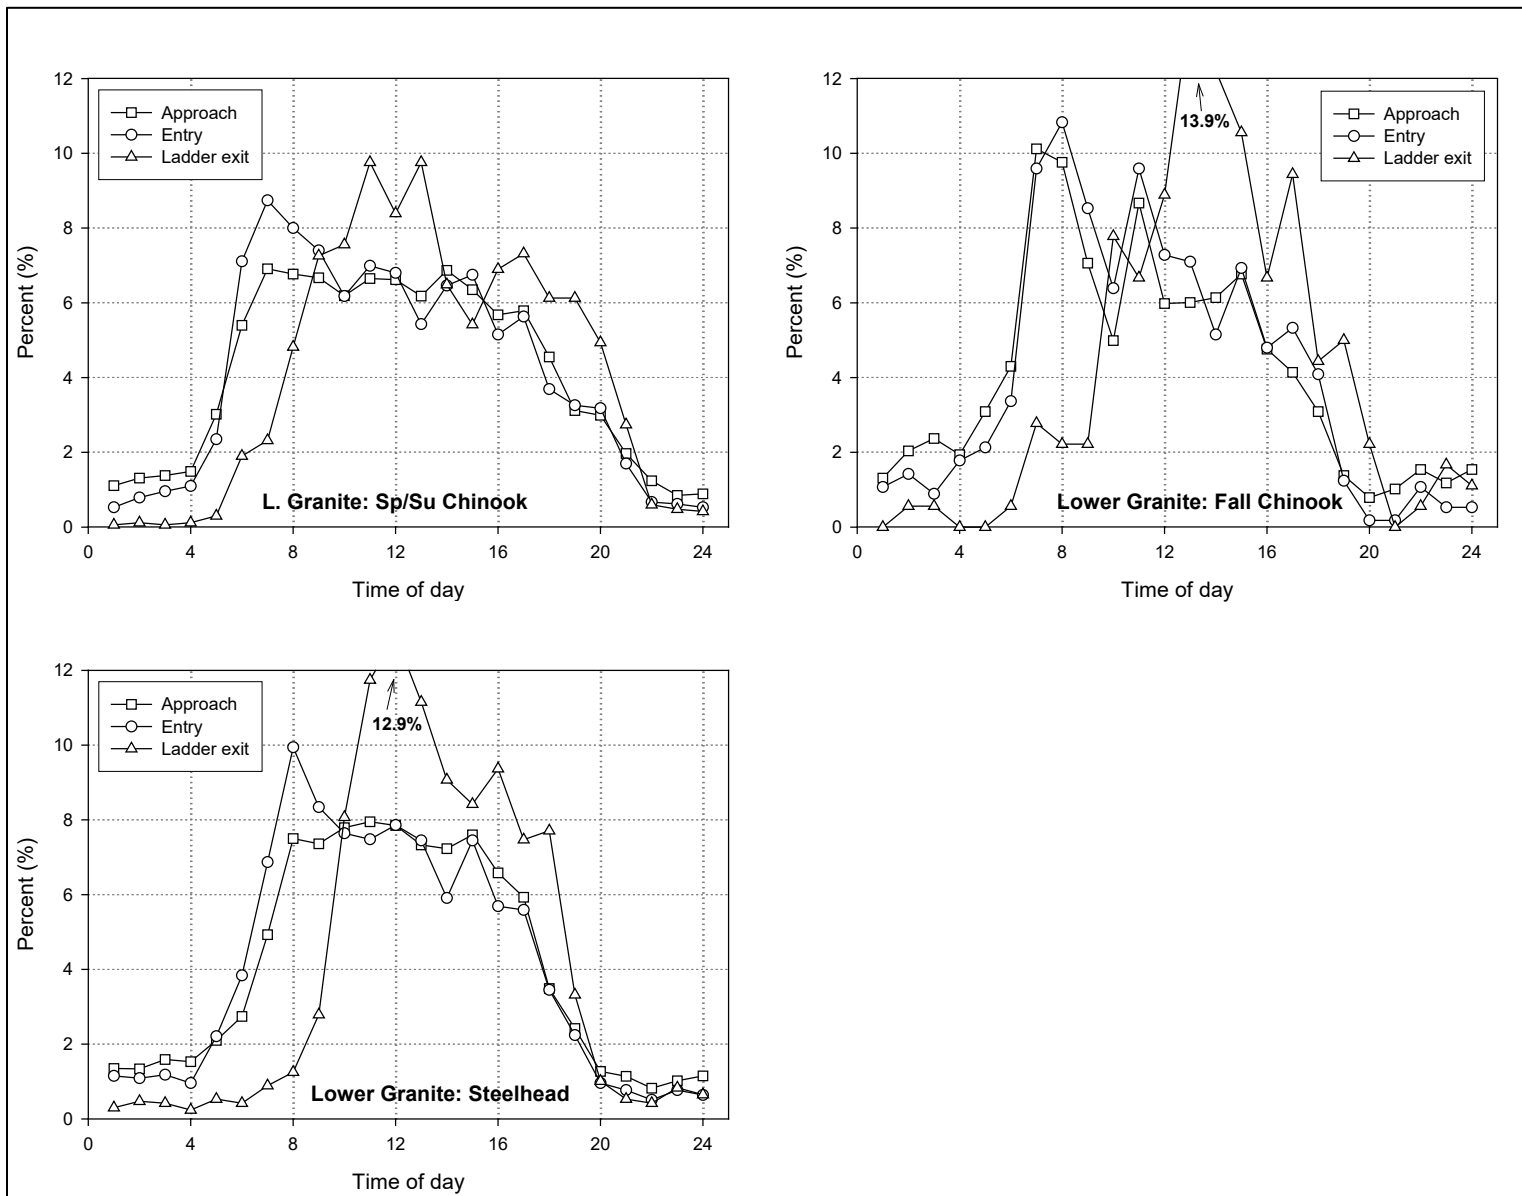 12
10
8
6
4
2
0
Percent (%)
Approach
Entry
Ladder exit
L. Granite: Sp/Su Chinook
0 4 8 12 16 20 24
Time of day
12
10
8
6
4
2
0
Percent (%)
13.9%
Approach
Entry
Ladder exit
Lower Granite: Fall Chinook
0 4 8 12 16 20 24
Time of day
12
10
8
6
4
2
0
Percent (%)
Approach
Entry
Ladder exit
12.9%
Lower Granite: Steelhead
0 4 8 12 16 20 24
Time of day